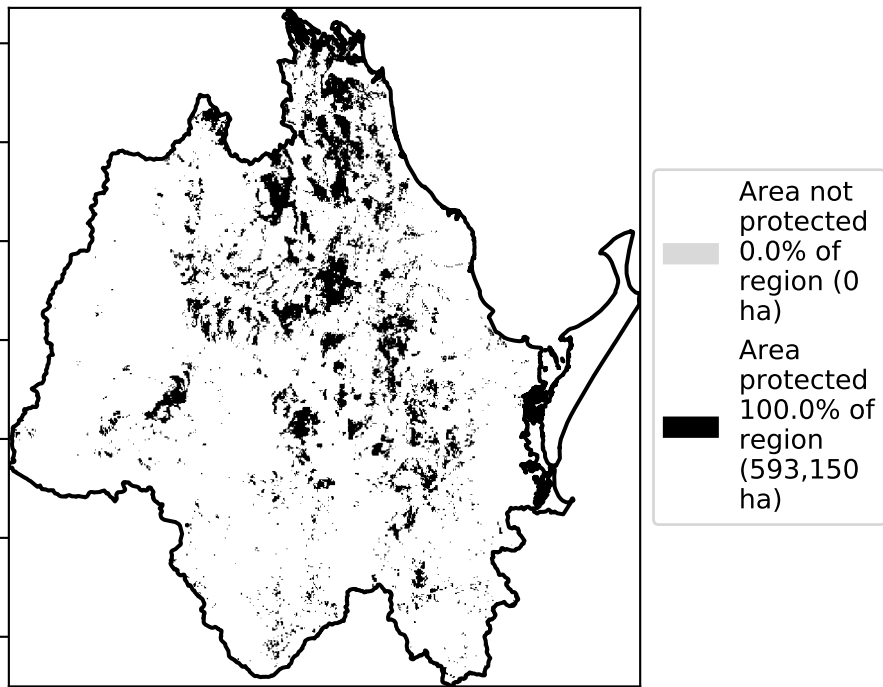 Area not
protected
0.0% of
region (0
ha)
Area
protected
100.0% of
region
(593,150
ha)